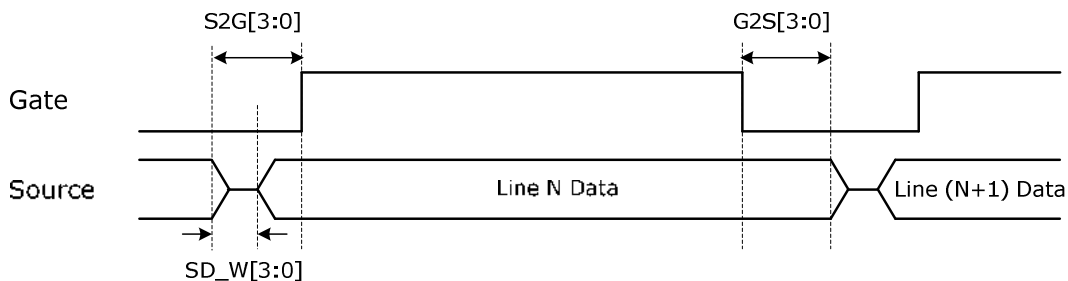 S2G[3:0]
G2S[3:0]
Gate
Source
Line N Data
Line (N+1) Data
SD_W[3:0]